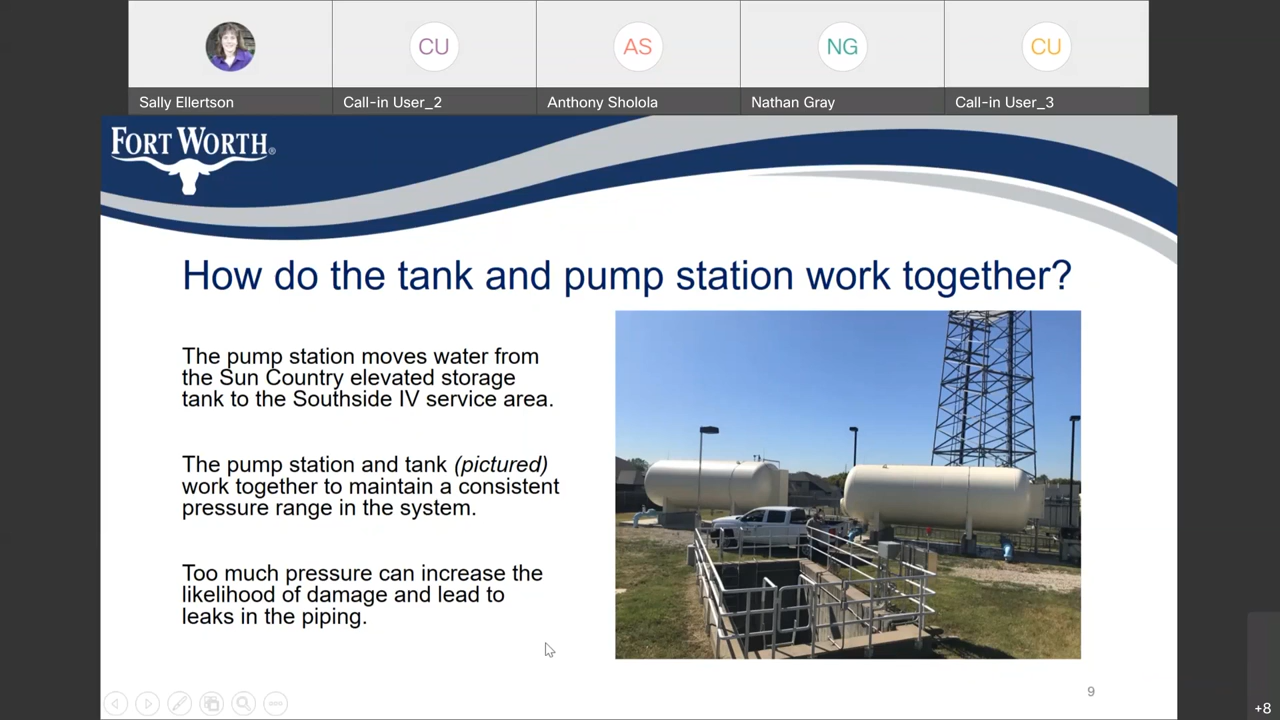 CU
AS
NG
CU
Sally Ellertson
Call-in User_2
Anthony Sholola
Nathan Gray
Call-in User_3
FORT WORTH®
How do the tank and pump station work together?
The pump station moves water from
the Sun Country elevated storage
tank to the Southside IV service area.
The pump station and tank (pictured)
work together to maintain a consistent
pressure range in the system.
Too much pressure can increase the
likelihood of damage and lead to
leaks in the piping.
9
+8